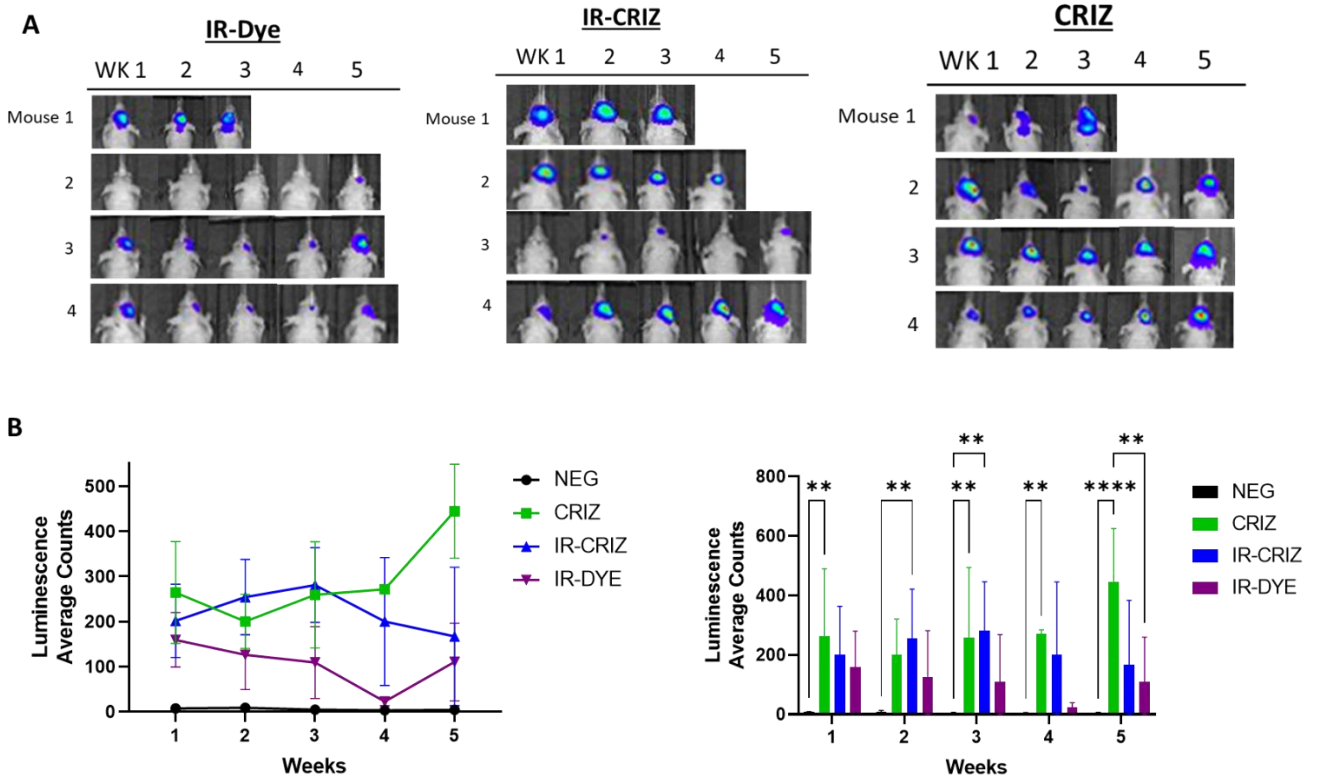 A
IR-Dye
WK 1 2 3 4 5
Mouse 1
2
3
4
IR-CRIZ
WK 1 2 3 4 5
Mouse 1
2
3
4
CRIZ
WK 1 2 3 4 5
Mouse 1
2
3
4
B
Luminescence
Average Counts
500
400
300
200
100
0
1 2 3 4 5
Weeks
NEG
CRIZ
IR-CRIZ
IR-DYE
Luminescence
Average Counts
800
600
400
200
0
** ** ** ** ** **** **
1 2 3 4 5
Weeks
NEG
CRIZ
IR-CRIZ
IR-DYE